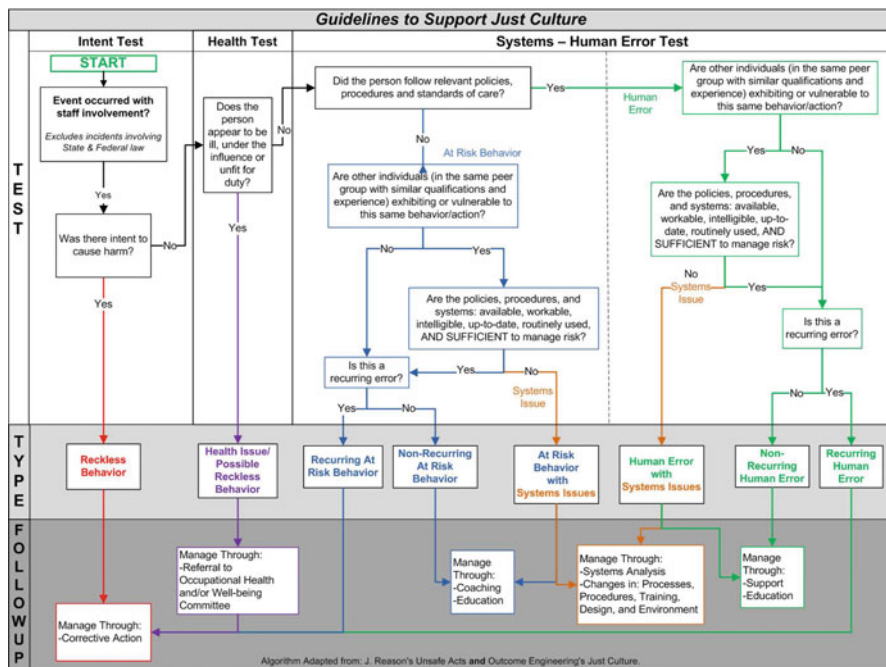 Guidelines to Support Just Culture
Intent Test
Health Test
Systems – Human Error Test
TEST
START
Event occurred with
staff involvement?
Excludes incidents involving
State & Federal law
Yes
Was there intent to
cause harm?
No
Yes
Does the
person
appear to be
ill, under the
influence or
unfit for
duty?
No
Yes
Did the person follow relevant policies,
procedures and standards of care?
Yes
Human
Error
No
At Risk Behavior
Are other individuals (in the same peer
group with similar qualifications and
experience) exhibiting or vulnerable to
this same behavior/action?
No
Yes
Are the policies, procedures, and
systems: available, workable,
intelligible, up-to-date, routinely used,
AND SUFFICIENT to manage risk?
Yes
No
Systems
Issue
Is this a
recurring error?
Yes
No
Are other individuals (in the same peer
group with similar qualifications and
experience) exhibiting or vulnerable to
this same behavior/action?
Yes
No
Are the policies, procedures,
and systems: available,
workable, intelligible, up-to-
date, routinely used, AND
SUFFICIENT to manage risk?
No
Systems
Issue
Yes
Is this a
recurring error?
No
Yes
TYPE
Reckless
Behavior
Health Issue/
Possible
Reckless
Behavior
Recurring At
Risk Behavior
Non-Recurring
At Risk
Behavior
At Risk
Behavior
with
Systems Issues
Human Error
with
Systems Issues
Non-
Recurring
Human Error
Recurring
Human
Error
FOLLOWUP
Manage Through:
-Corrective Action
Manage Through:
-Referral to
Occupational Health
and/or Well-being
Committee
Manage
Through:
-Coaching
-Education
Manage Through:
-Systems Analysis
-Changes in: Processes,
Procedures, Training,
Design, and Environment
Manage
Through:
-Support
-Education
Algorithm Adapted from: J. Reason's Unsafe Acts and Outcome Engineering's Just Culture.